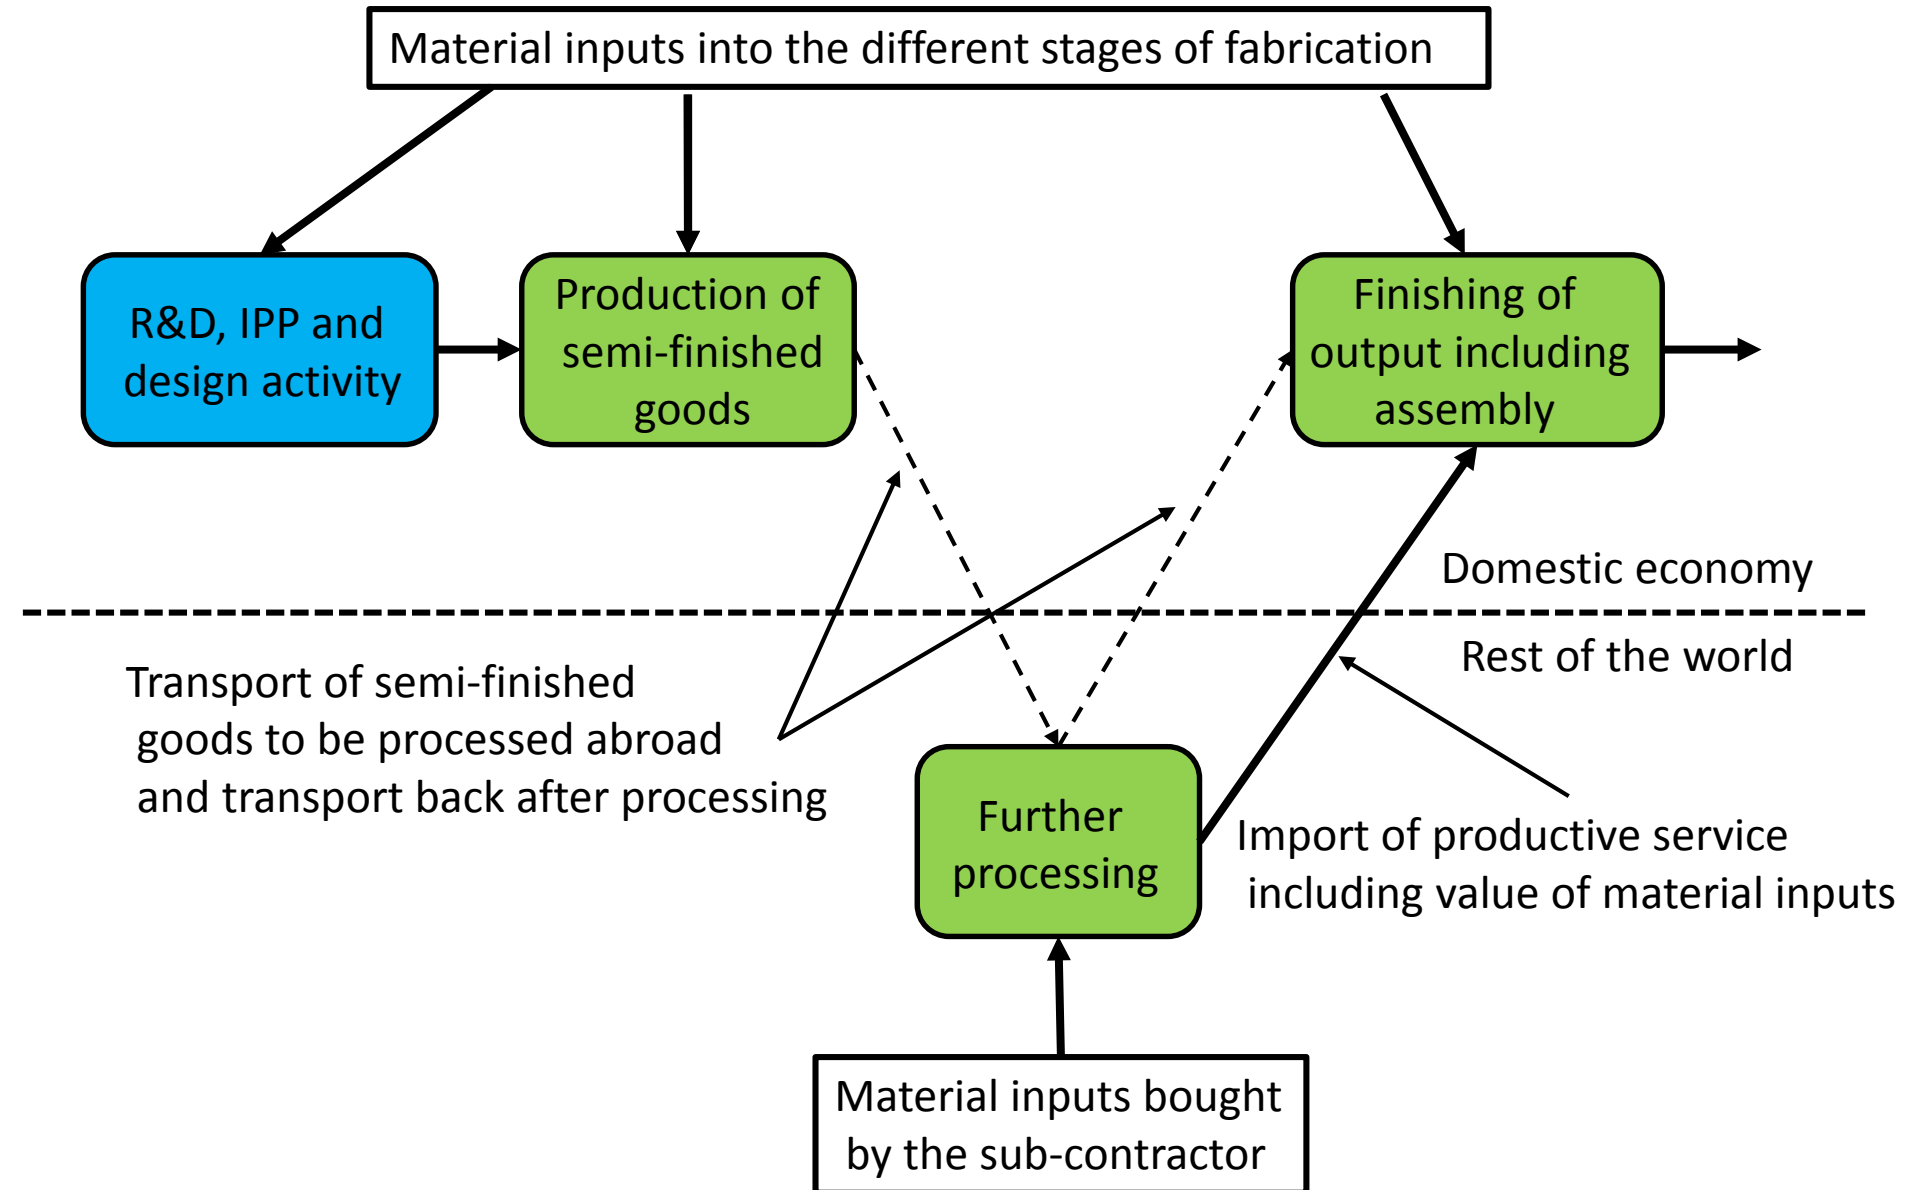 Material inputs into the different stages of fabrication
R&D, IPP and
design activity
Production of
semi-finished
goods
Finishing of
output including
assembly
Domestic economy
Rest of the world
Transport of semi-finished
goods to be processed abroad
and transport back after processing
Further
processing
Import of productive service
including value of material inputs
Material inputs bought
by the sub-contractor